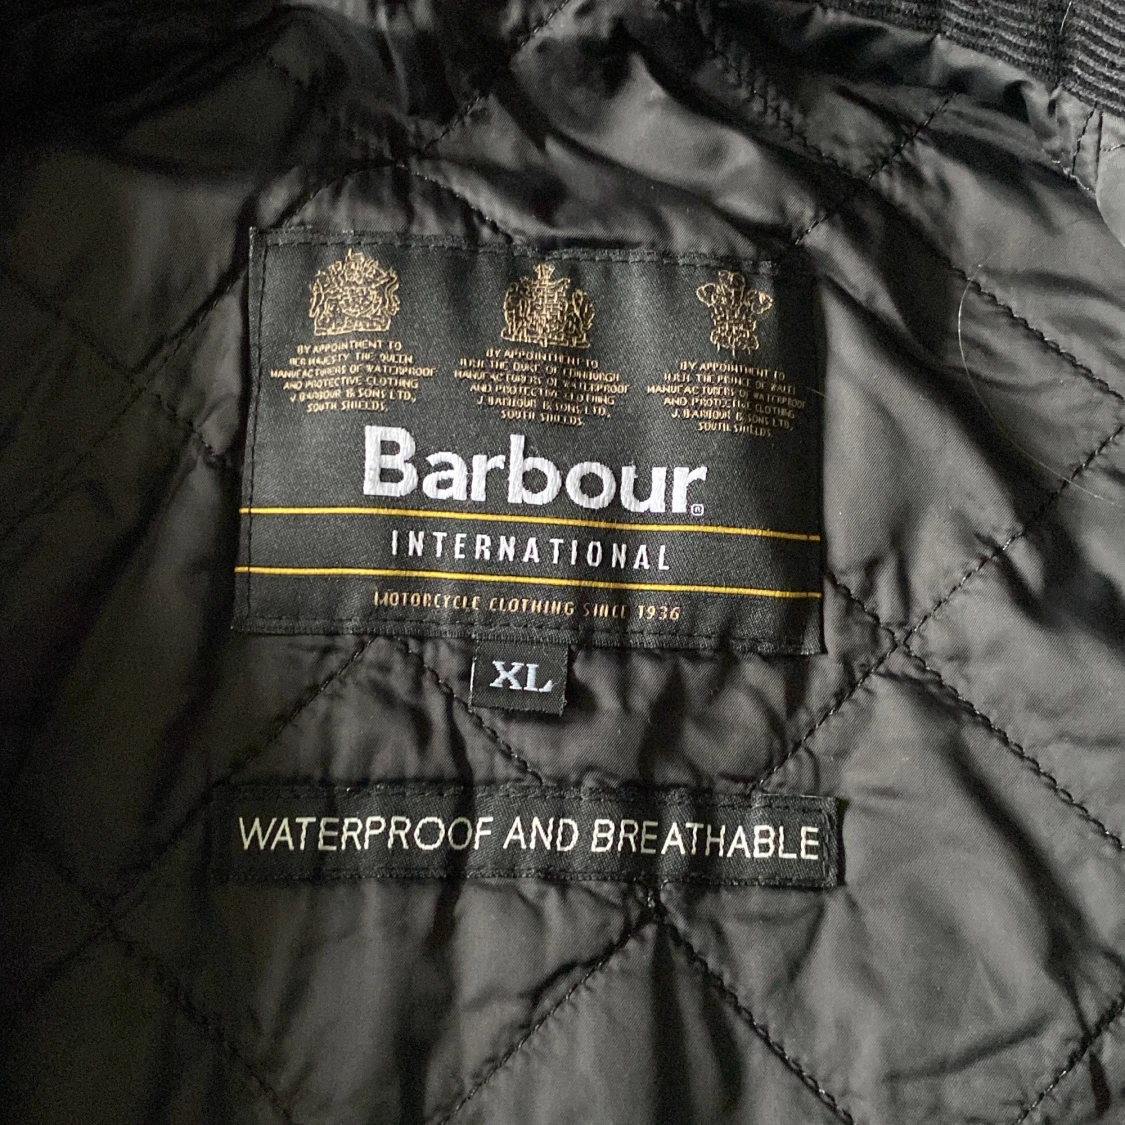 BY APPOINTMENT TO
HER MAJESTY THE QUEEN
MANUFACTURERS OF WATERPROOF
AND PROTECTIVE CLOTHING
J. BARBOUR & SONS LTD.
SOUTH SHIELDS.
BY APPOINTMENT TO
H.R.H. THE DUKE OF EDINBURGH
MANUFACTURERS OF WATERPROOF
AND PROTECTIVE CLOTHING
J. BARBOUR & SONS LTD.
SOUTH SHIELDS.
BY APPOINTMENT TO
H.R.H. THE PRINCE OF WALES
MANUFACTURERS OF WATERPROOF
AND PROTECTIVE CLOTHING
J. BARBOUR & SONS LTD.
SOUTH SHIELDS.
Barbour®
INTERNATIONAL
MOTORCYCLE CLOTHING SINCE 1936
XL
WATERPROOF AND BREATHABLE